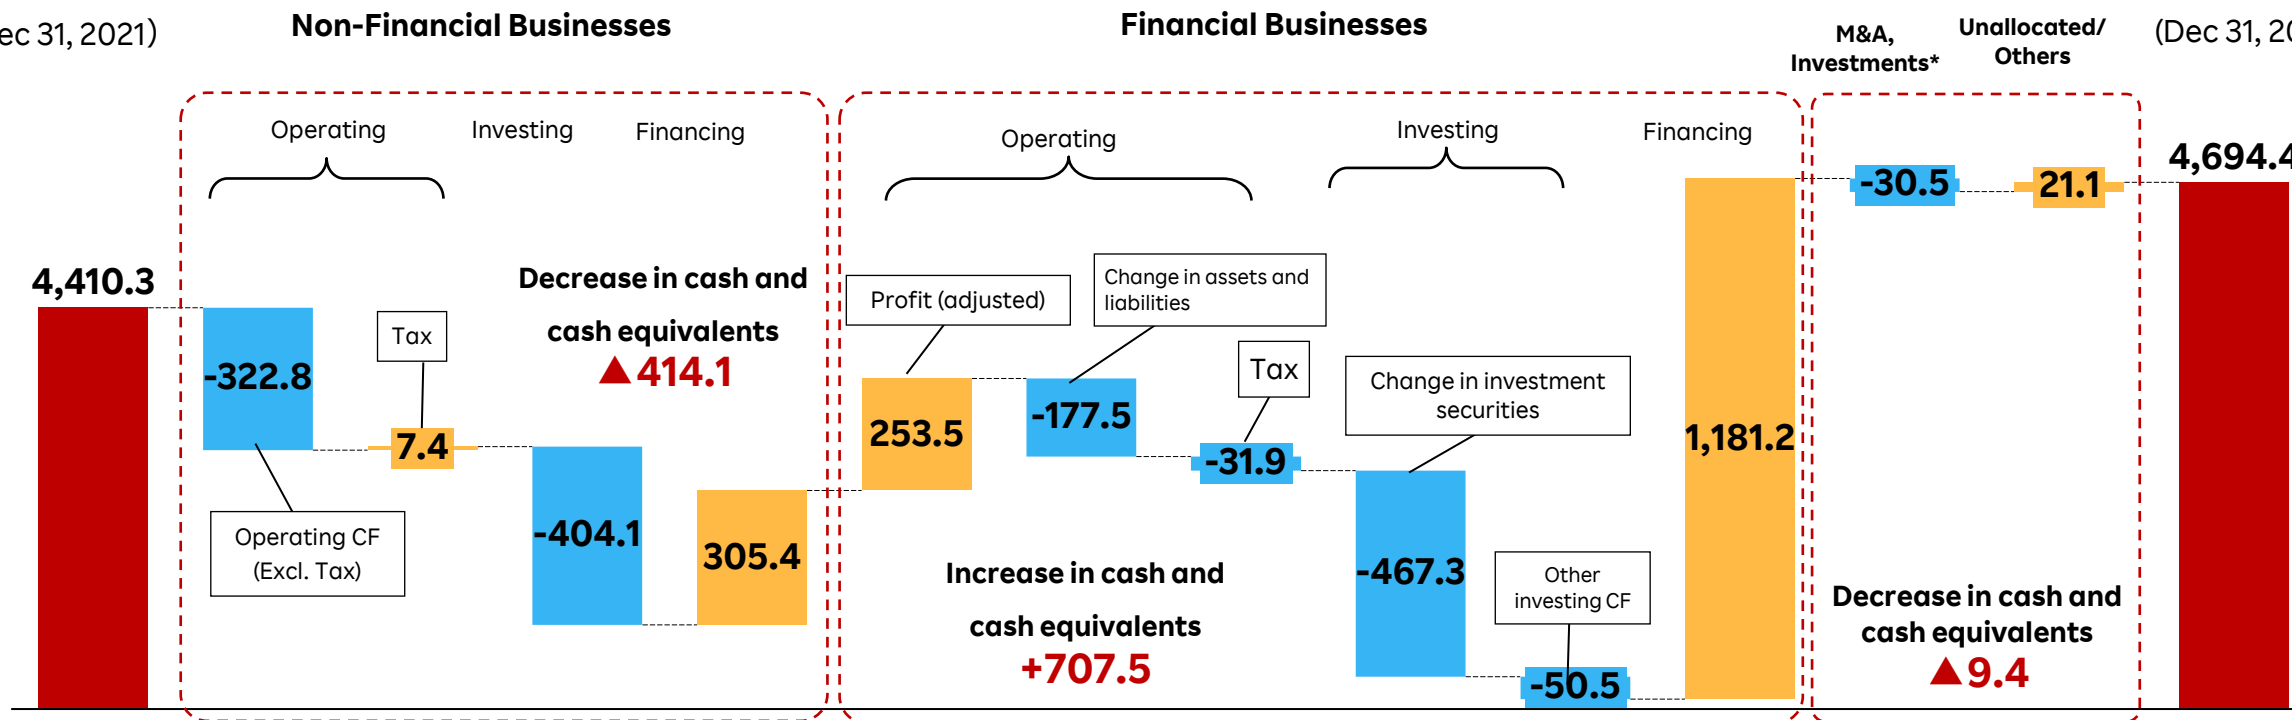 ec 31, 2021)
Non-Financial Businesses
Financial Businesses
M&A,
Investments*
Unallocated/
Others
(Dec 31, 20
Operating
Investing
Financing
Operating
Investing
Financing
4,410.3
-322.8
Tax
7.4
Operating CF
(Excl. Tax)
-404.1
305.4
Decrease in cash and
cash equivalents
▲414.1
Profit (adjusted)
253.5
Change in assets and
liabilities
-177.5
Tax
-31.9
Change in investment
securities
-467.3
Other
investing CF
-50.5
1,181.2
Increase in cash and
cash equivalents
+707.5
-30.5
21.1
Decrease in cash and
cash equivalents
▲9.4
4,694.4